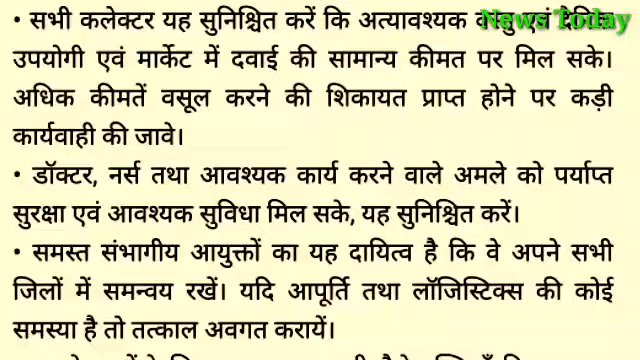 • सभी कलेक्टर यह सुनिश्चित करें कि अत्यावश्यक एवं
News Today
उपयोगी एवं मार्केट में दवाई की सामान्य कीमत पर मिल सके।
अधिक कीमतें वसूल करने की शिकायत प्राप्त होने पर कड़ी
कार्यवाही की जावे।
• डॉक्टर, नर्स तथा आवश्यक कार्य करने वाले अमले को पर्याप्त
सुरक्षा एवं आवश्यक सुविधा मिल सके, यह सुनिश्चित करें।
• समस्त संभागीय आयुक्तों का यह दायित्व है कि वे अपने सभी
जिलों में समन्वय रखें। यदि आपूर्ति तथा लॉजिस्टिक्स की कोई
समस्या है तो तत्काल अवगत करायें।